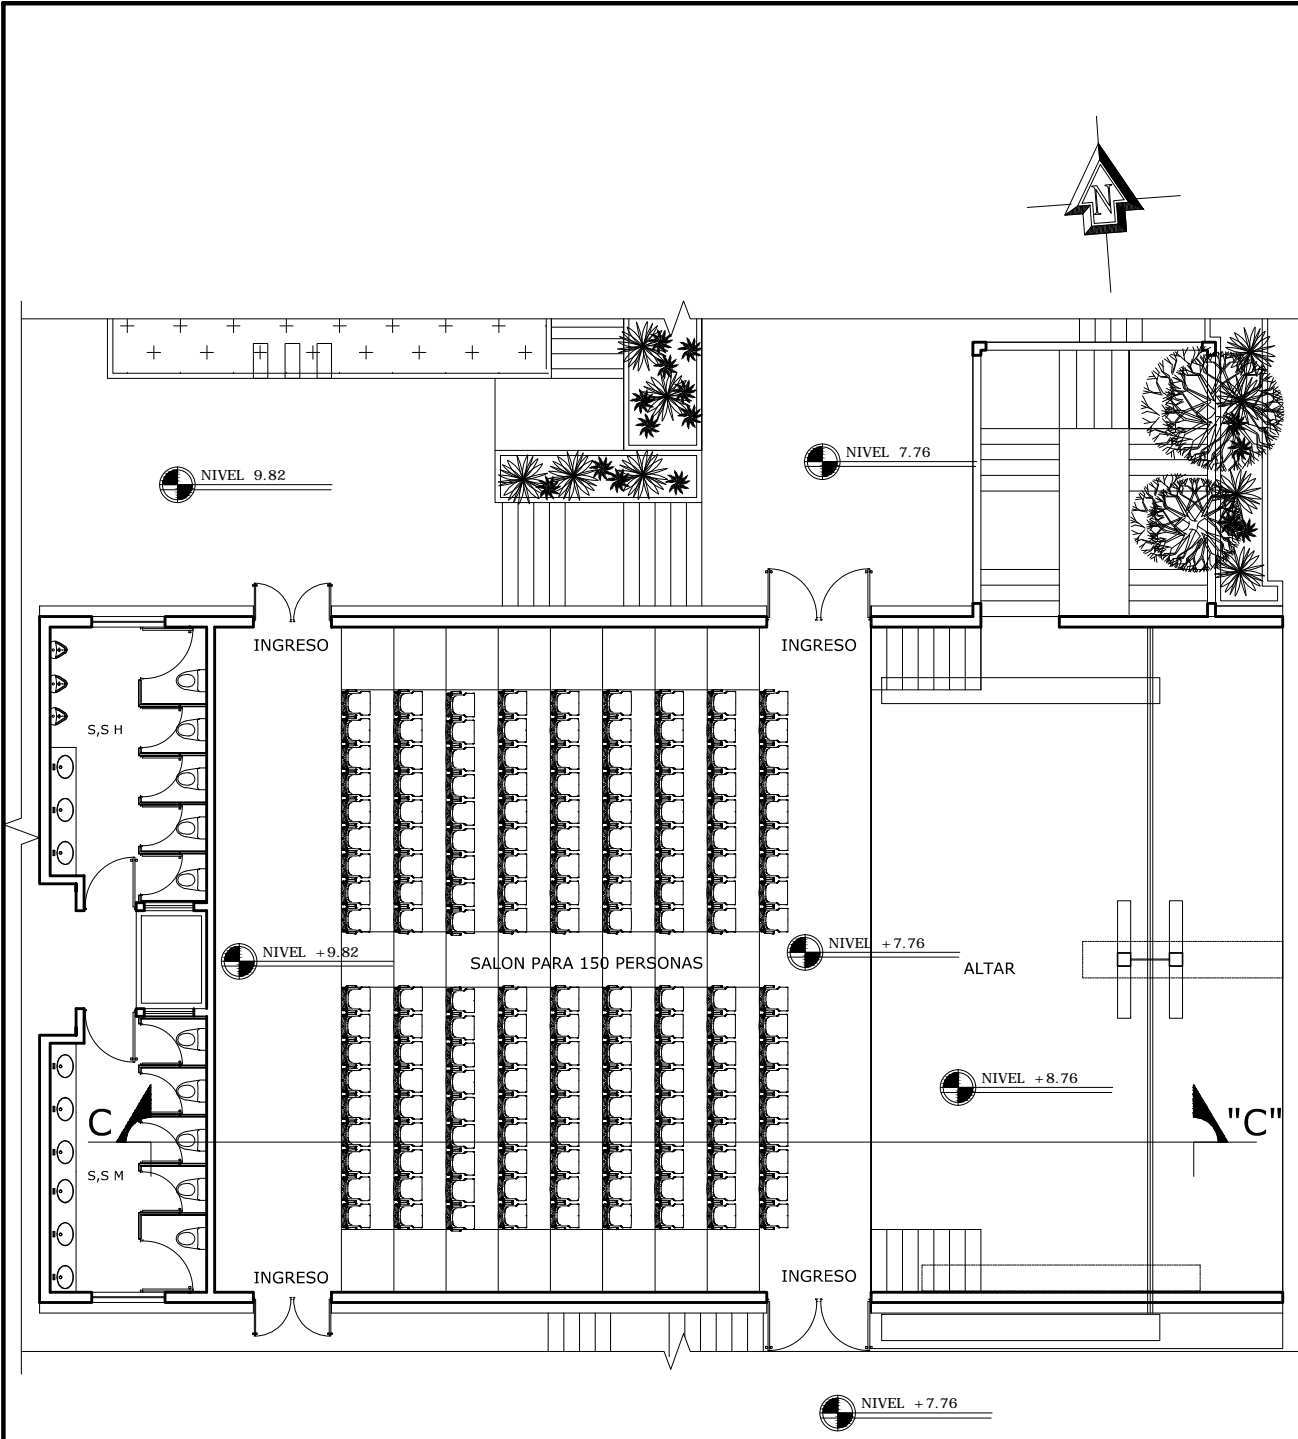 N
NIVEL 7.76
NIVEL 9.82
INGRESO
INGRESO
S,S H
NIVEL +7.76
NIVEL +9.82
SALON PARA 150 PERSONAS
ALTAR
NIVEL +8.76
C
"C"
S,S M
INGRESO
INGRESO
NIVEL +7.76